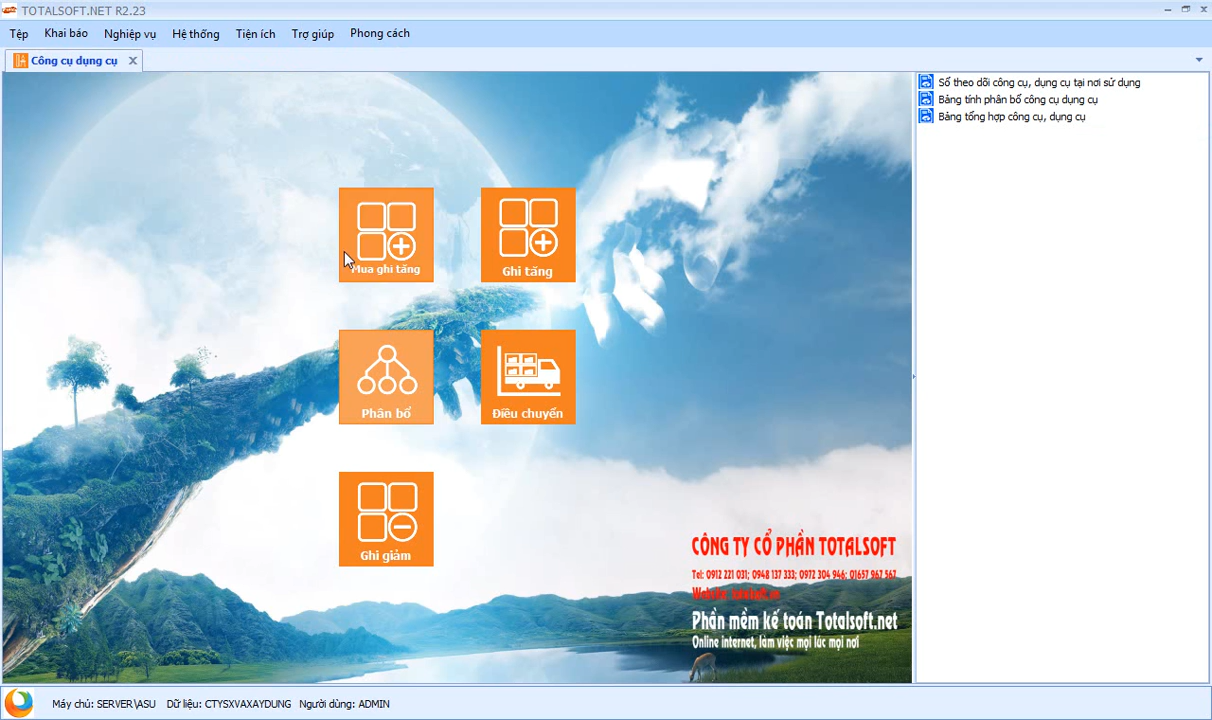 TOTALSOFT.NET R2.23
Tệp Khai báo Nghiệp vụ Hệ thống Tiện ích Trợ giúp Phong cách
Công cụ dụng cụ
Sổ theo dõi công cụ, dụng cụ tại nơi sử dụng
Bảng tính phân bổ công cụ dụng cụ
Bảng tổng hợp công cụ, dụng cụ
Mua ghi tăng
Ghi tăng
Phân bổ
Điều chuyển
Ghi giảm
CÔNG TY CỔ PHẦN TOTALSOFT
Tel: 0912 221 031; 0948 137 333; 0972 304 946; 01657 967 567
Website: totalsoft.vn
Phần mềm kế toán Totalsoft.net
Online internet, làm việc mọi lúc mọi nơi
Máy chủ: SERVER\ASU Dữ liệu: CTYSXVAXAYDUNG Người dùng: ADMIN